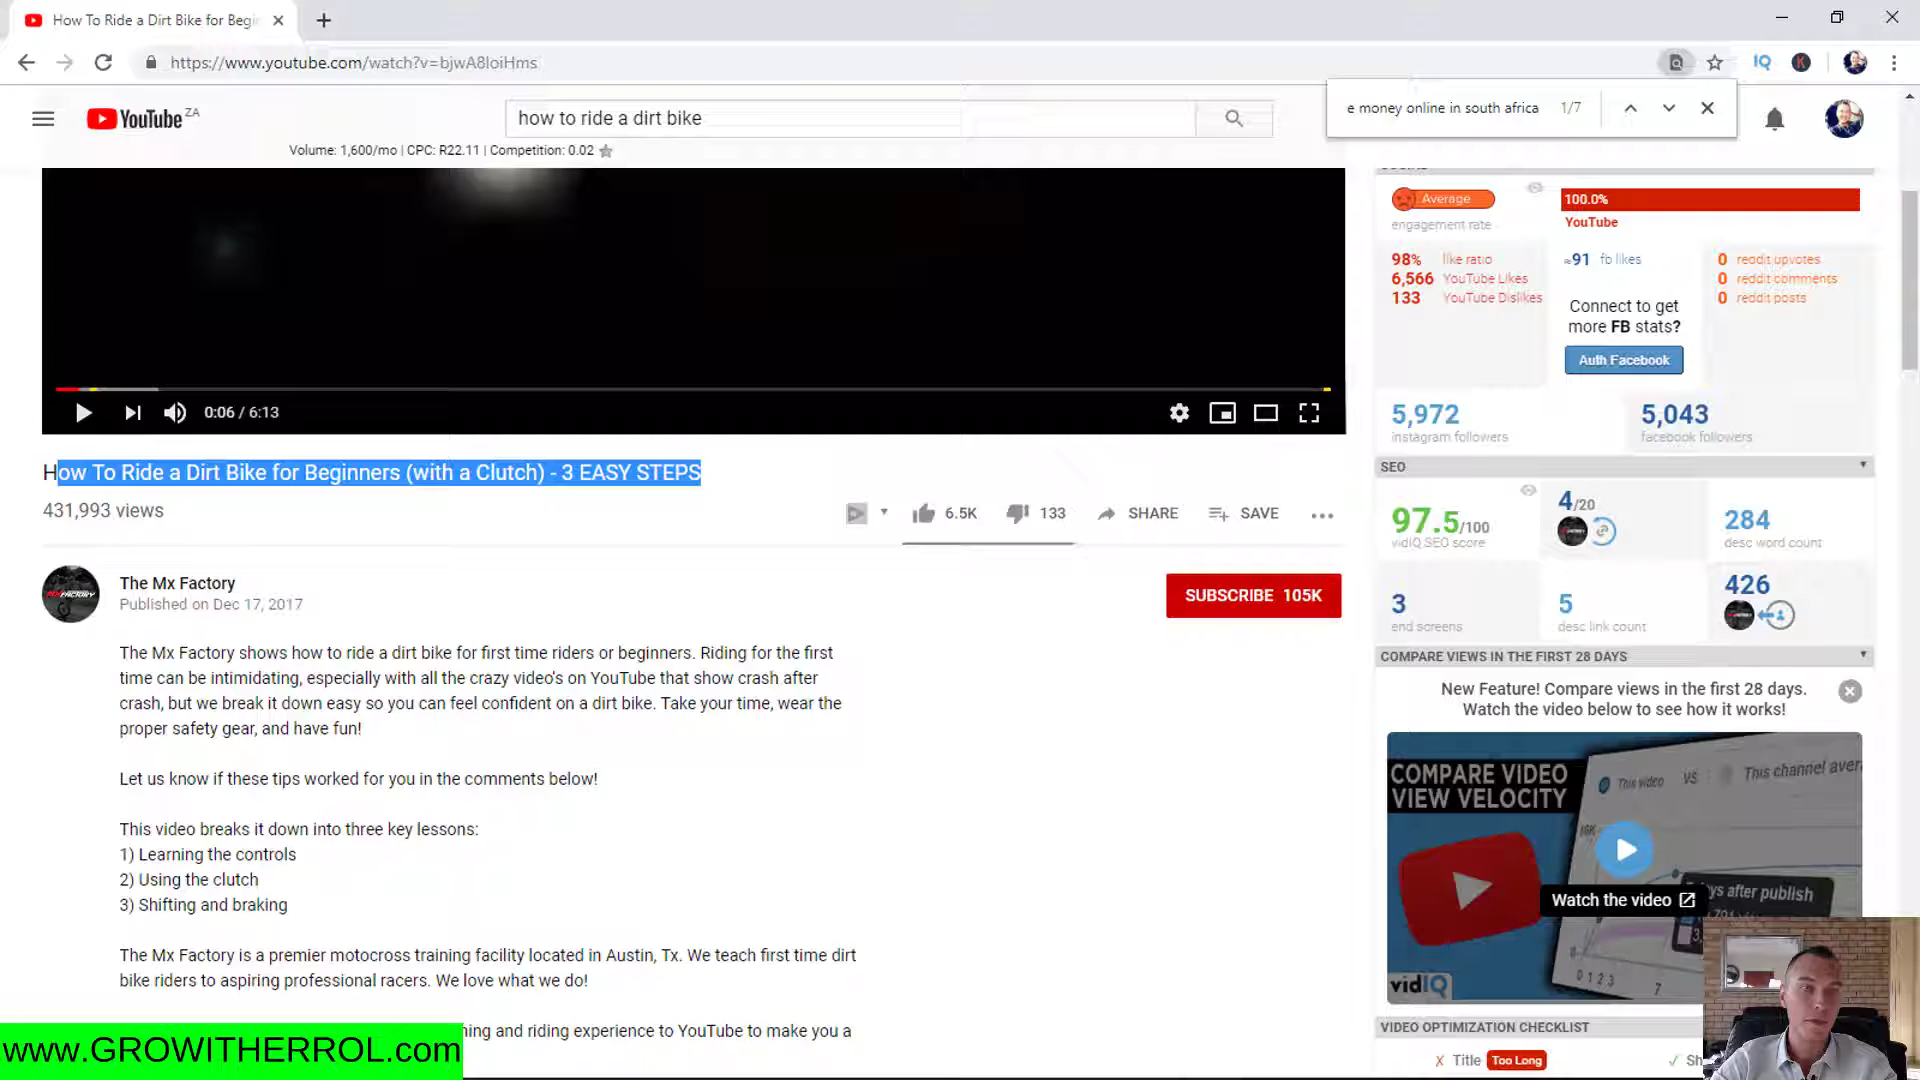 How To Ride a Dirt Bike for Begi
https://www.youtube.com/watch?v=bjwA8IoiHms
IQ
K
YouTube ZA
how to ride a dirt bike
e money online in south africa 1/7
Volume: 1,600/mo | CPC: R22.11 | Competition: 0.02
Average
engagement rate
100.0%
YouTube
98% like ratio
6,566 YouTube Likes
133 YouTube Dislikes
≈91 fb likes
Connect to get
more FB stats?
Auth Facebook
0 reddit upvotes
0 reddit comments
0 reddit posts
0:06 / 6:13
5,972
instagram followers
5,043
facebook followers
How To Ride a Dirt Bike for Beginners (with a Clutch) - 3 EASY STEPS
431,993 views
6.5K
133
SHARE
SAVE
SEO
97.5/100
vidIQ SEO score
4/20
284
desc word count
3
end screens
5
desc link count
426
The Mx Factory
Published on Dec 17, 2017
SUBSCRIBE 105K
The Mx Factory shows how to ride a dirt bike for first time riders or beginners. Riding for the first
time can be intimidating, especially with all the crazy video's on YouTube that show crash after
crash, but we break it down easy so you can feel confident on a dirt bike. Take your time, wear the
proper safety gear, and have fun!
Let us know if these tips worked for you in the comments below!
This video breaks it down into three key lessons:
1) Learning the controls
2) Using the clutch
3) Shifting and braking
The Mx Factory is a premier motocross training facility located in Austin, Tx. We teach first time dirt
bike riders to aspiring professional racers. We love what we do!
ning and riding experience to YouTube to make you a
www.GROWITHERROL.com
COMPARE VIEWS IN THE FIRST 28 DAYS
New Feature! Compare views in the first 28 days.
Watch the video below to see how it works!
COMPARE VIDEO
VIEW VELOCITY
This video VS This channel aver
ys after publish
Watch the video
0 1 2 3 7
vidIQ
VIDEO OPTIMIZATION CHECKLIST
X Title Too Long
✓ Sh